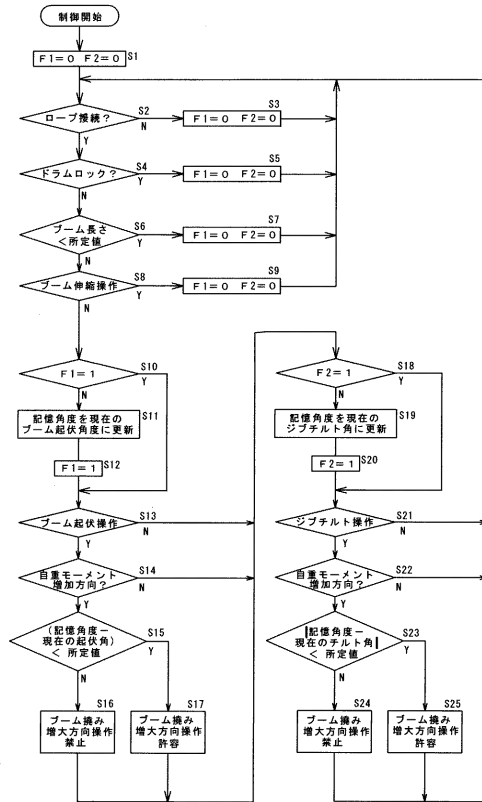 制御開始
F1=0 F2=0 S1
ロープ接続? S2
N
Y
F1=0 F2=0 S3
ドラムロック? S4
Y
N
F1=0 F2=0 S5
ブーム長さ
<所定値 S6
Y
N
F1=0 F2=0 S7
ブーム伸縮操作 S8
Y
N
F1=0 F2=0 S9
F1=1 S10
Y
N
記憶角度を現在の
ブーム起伏角度に更新 S11
F1=1 S12
ブーム起伏操作 S13
N
Y
自重モーメント
増加方向? S14
N
Y
(記憶角度−
現在の起伏角)
< 所定値 S15
Y
N
S16
ブーム撓み
増大方向操作
禁止
S17
ブーム撓み
増大方向操作
許容
F2=1 S18
Y
N
記憶角度を現在の
ジブチルト角に更新 S19
F2=1 S20
ジブチルト操作 S21
N
Y
自重モーメント
増加方向? S22
N
Y
|記憶角度−
現在のチルト角|
< 所定値 S23
Y
N
S24
ブーム撓み
増大方向操作
禁止
S25
ブーム撓み
増大方向操作
許容